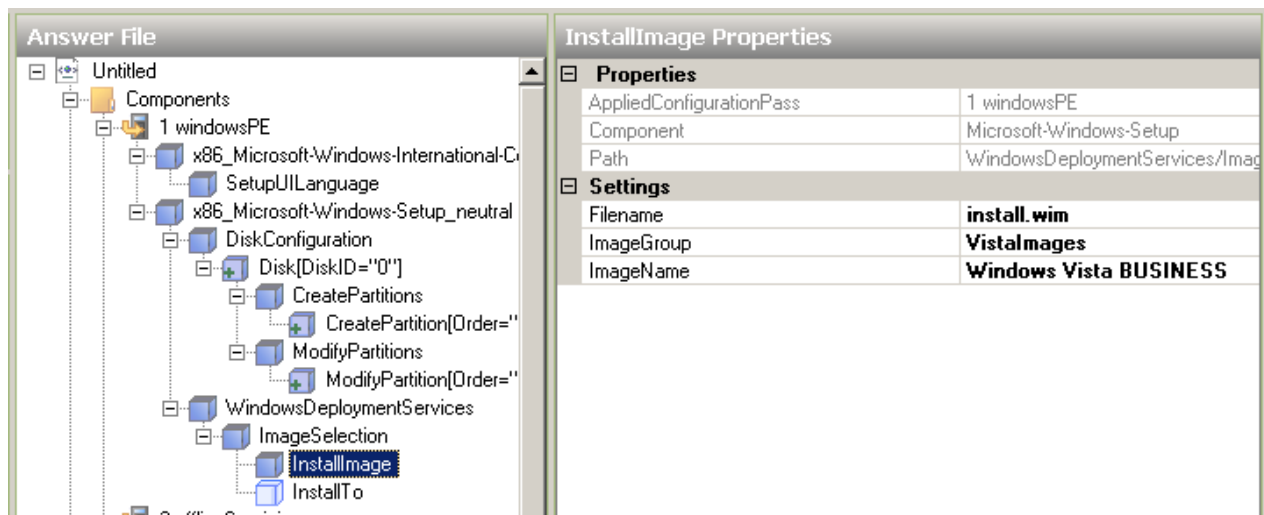 Answer File
Untitled
Components
1 windowsPE
x86_Microsoft-Windows-International-C
SetupUILanguage
x86_Microsoft-Windows-Setup_neutral
DiskConfiguration
Disk[DiskID="0"]
CreatePartitions
CreatePartition[Order="
ModifyPartitions
ModifyPartition[Order="
WindowsDeploymentServices
ImageSelection
InstallImage
InstallTo
InstallImage Properties
Properties
AppliedConfigurationPass 1 windowsPE
Component Microsoft-Windows-Setup
Path WindowsDeploymentServices/Imag
Settings
Filename install.wim
ImageGroup VistaImages
ImageName Windows Vista BUSINESS